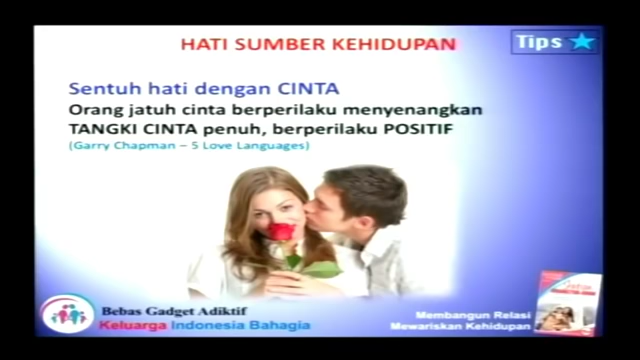 HATI SUMBER KEHIDUPAN
Tips
Sentuh hati dengan CINTA
Orang jatuh cinta berperilaku menyenangkan
TANGKI CINTA penuh, berperilaku POSITIF
(Garry Chapman – 5 Love Languages)
Bebas Gadget Adiktif
Keluarga Indonesia Bahagia
Membangun Relasi
Mewariskan Kehidupan